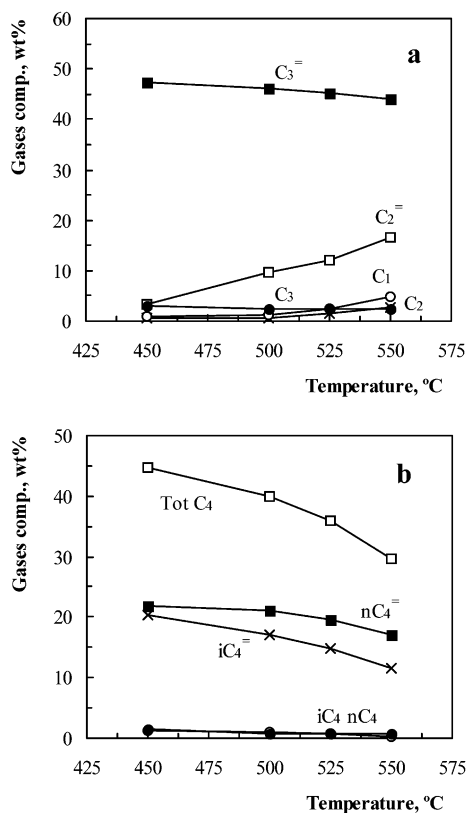 a
Gases comp., wt%
60
50
40
30
20
10
0
C₃⁼
C₂⁼
C₁
C₃
C₂
425 450 475 500 525 550 575
Temperature, ºC
b
Gases comp., wt%
50
40
30
20
10
0
Tot C₄
nC₄⁼
iC₄⁼
iC₄ nC₄
425 450 475 500 525 550 575
Temperature, ºC